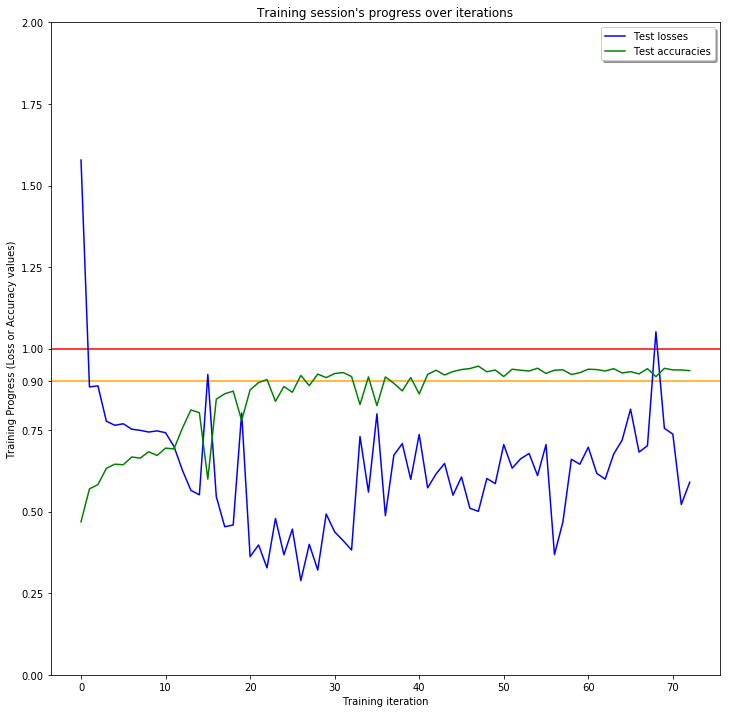 Training session's progress over iterations
Test losses
Test accuracies
Training Progress (Loss or Accuracy values)
2.00
1.75
1.50
1.25
1.00
0.90
0.75
0.50
0.25
0.00
0 10 20 30 40 50 60 70
Training iteration